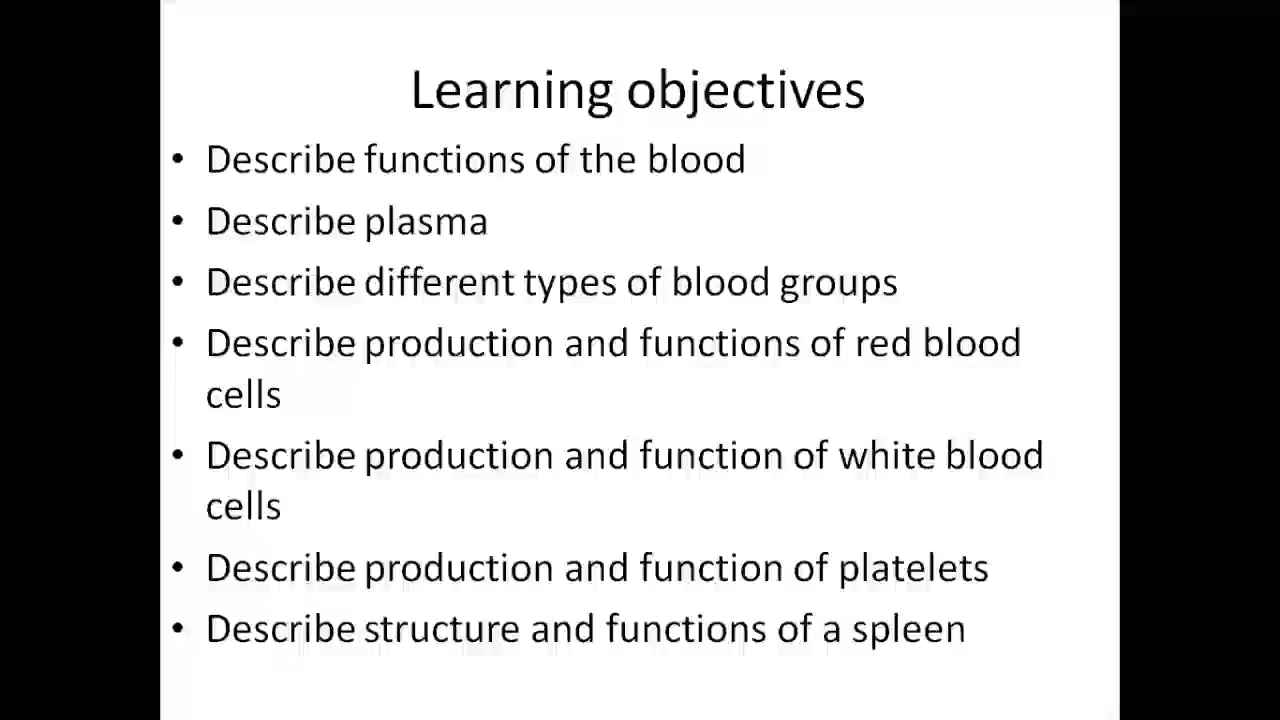 Learning objectives
• Describe functions of the blood
• Describe plasma
• Describe different types of blood groups
• Describe production and functions of red blood
cells
• Describe production and function of white blood
cells
• Describe production and function of platelets
• Describe structure and functions of a spleen